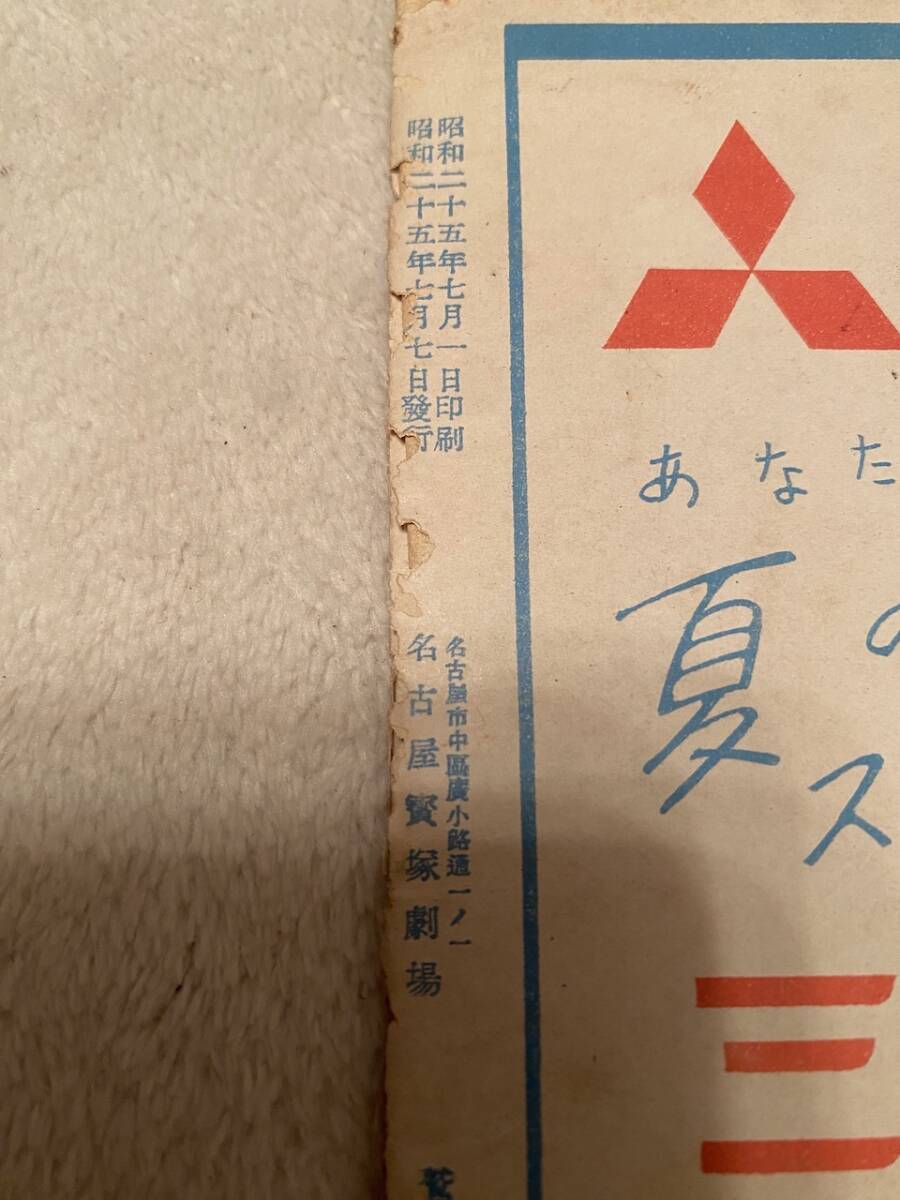 昭和二十五年七月一日印刷
昭和二十五年七月七日發行
名古屋市中區廣小路通一ノ一
名古屋寳塚劇場
あなた
夏の
ス
三